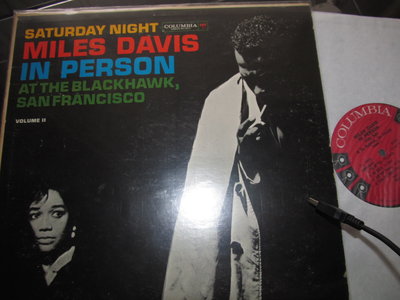 SATURDAY NIGHT
COLUMBIA
MILES DAVIS
IN PERSON
AT THE BLACKHAWK,
SAN FRANCISCO
VOLUME II
COLUMBIA